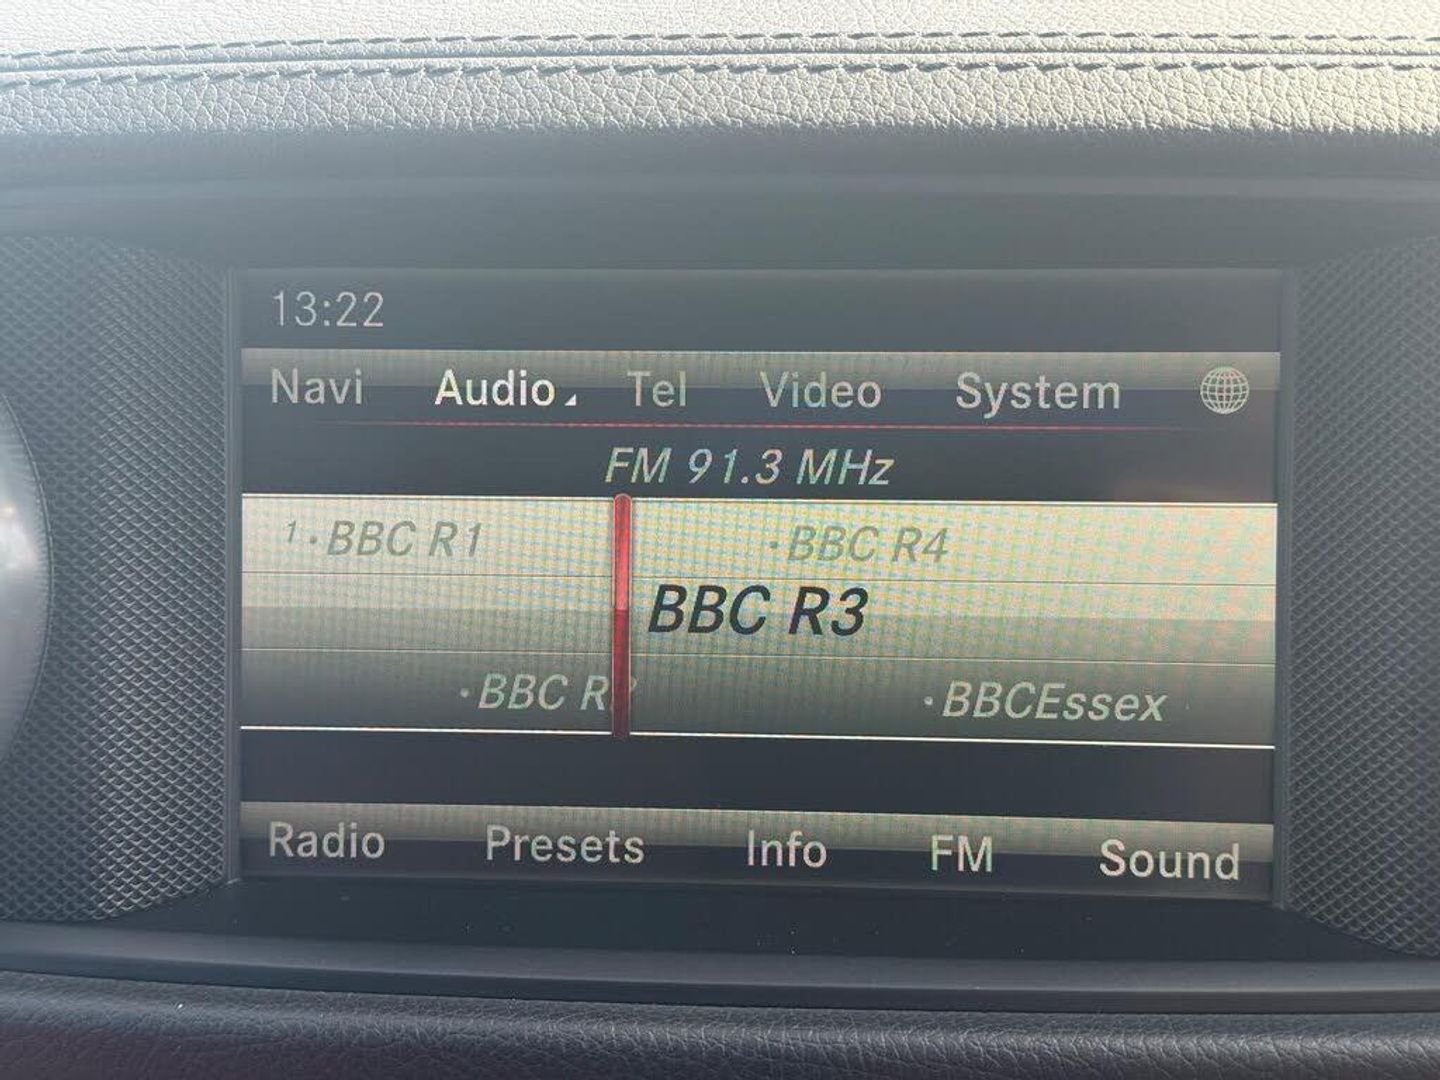 13:22
Navi Audio Tel Video System
FM 91.3 MHz
1 · BBC R1 · BBC R4
BBC R3
· BBC · BBCEssex
Radio Presets Info FM Sound